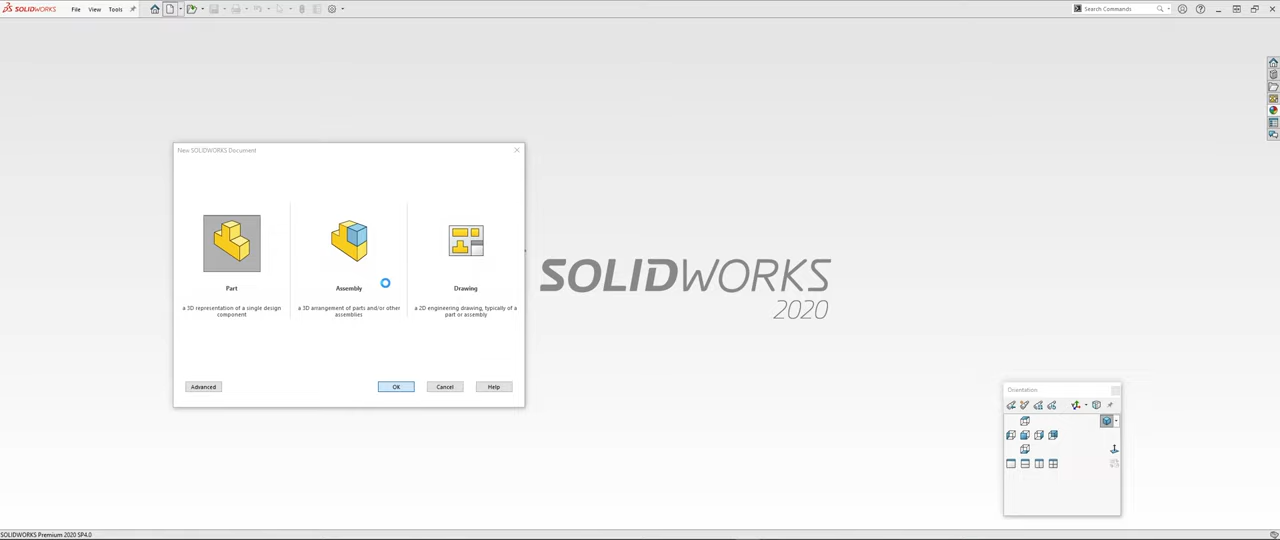 SOLIDWORKS
File View Tools
Search Commands
New SOLIDWORKS Document
Part
a 3D representation of a single design
component
Assembly
a 3D arrangement of parts and/or other
assemblies
Drawing
a 2D engineering drawing, typically of a
part or assembly
Advanced
OK
Cancel
Help
SOLIDWORKS
2020
Orientation
SOLIDWORKS Premium 2020 SP4.0